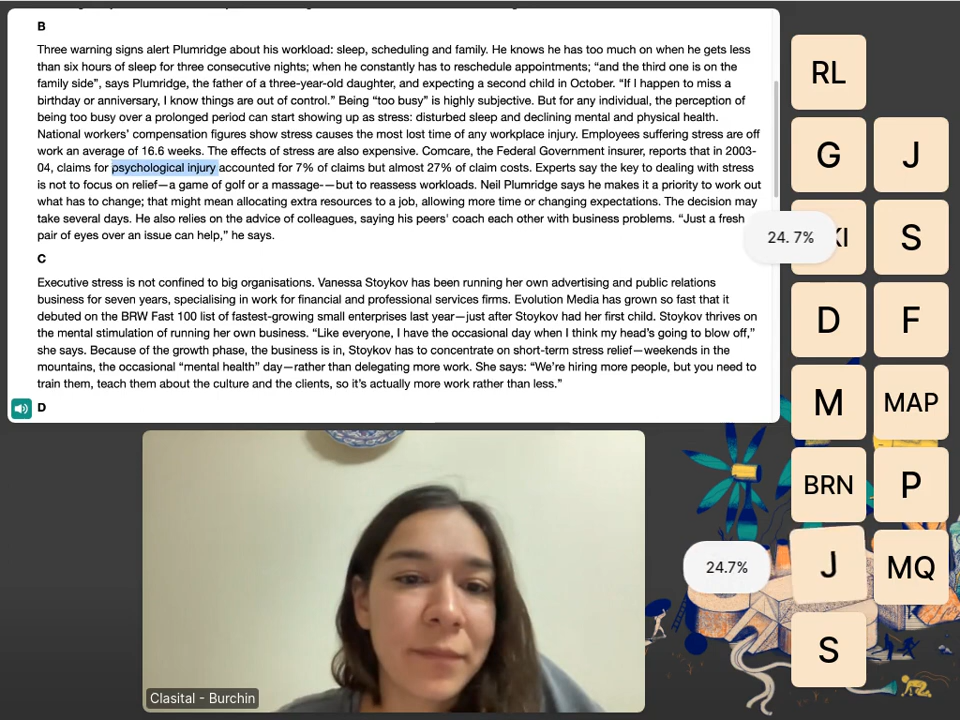 B
Three warning signs alert Plumridge about his workload: sleep, scheduling and family. He knows he has too much on when he gets less
than six hours of sleep for three consecutive nights; when he constantly has to reschedule appointments; “and the third one is on the
family side”, says Plumridge, the father of a three-year-old daughter, and expecting a second child in October. “If I happen to miss a
birthday or anniversary, I know things are out of control.” Being “too busy” is highly subjective. But for any individual, the perception of
being too busy over a prolonged period can start showing up as stress: disturbed sleep and declining mental and physical health.
National workers’ compensation figures show stress causes the most lost time of any workplace injury. Employees suffering stress are off
work an average of 16.6 weeks. The effects of stress are also expensive. Comcare, the Federal Government insurer, reports that in 2003-
04, claims for psychological injury accounted for 7% of claims but almost 27% of claim costs. Experts say the key to dealing with stress
is not to focus on relief—a game of golf or a massage-—but to reassess workloads. Neil Plumridge says he makes it a priority to work out
what has to change; that might mean allocating extra resources to a job, allowing more time or changing expectations. The decision may
take several days. He also relies on the advice of colleagues, saying his peers' coach each other with business problems. “Just a fresh
pair of eyes over an issue can help,” he says.
C
Executive stress is not confined to big organisations. Vanessa Stoykov has been running her own advertising and public relations
business for seven years, specialising in work for financial and professional services firms. Evolution Media has grown so fast that it
debuted on the BRW Fast 100 list of fastest-growing small enterprises last year—just after Stoykov had her first child. Stoykov thrives on
the mental stimulation of running her own business. “Like everyone, I have the occasional day when I think my head’s going to blow off,”
she says. Because of the growth phase, the business is in, Stoykov has to concentrate on short-term stress relief—weekends in the
mountains, the occasional “mental health” day—rather than delegating more work. She says: “We’re hiring more people, but you need to
train them, teach them about the culture and the clients, so it’s actually more work rather than less.”
D
Clasital - Burchin
RL
G
J
24. 7%
KI
S
D
F
M
MAP
BRN
P
24.7%
J
MQ
S